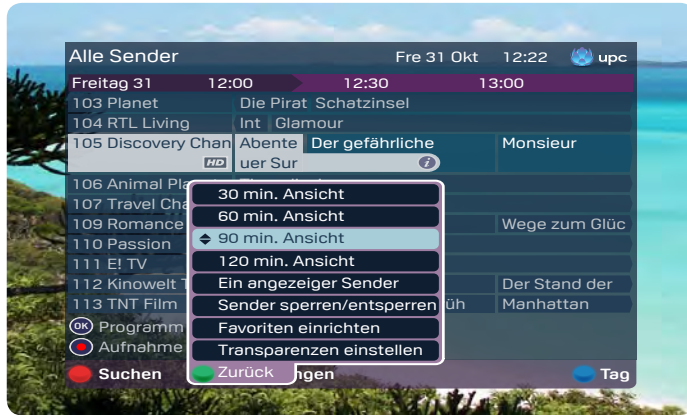 Alle Sender Fre 31 Okt 12:22 upc
Freitag 31 12:00 12:30 13:00
103 Planet Die Pirat Schatzinsel
104 RTL Living Int Glamour
105 Discovery Chan Abente Der gefährliche Monsieur
HD uer Sur i
106 Animal Pla
107 Travel Cha
109 Romance Wege zum Glüc
110 Passion
111 E! TV
112 Kinowelt T Der Stand der
113 TNT Film üh Manhattan
OK Programm
Aufnahme
30 min. Ansicht
60 min. Ansicht
90 min. Ansicht
120 min. Ansicht
Ein angezeiger Sender
Sender sperren/entsperren
Favoriten einrichten
Transparenzen einstellen
Suchen Zurück ngen Tag